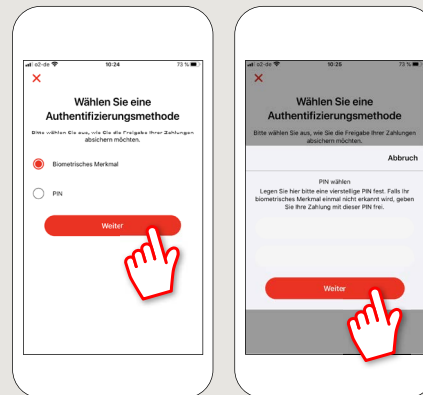 o2-de 10:24 73 %
Wählen Sie eine
Authentifizierungsmethode
Bitte wählen Sie aus, wie Sie die Freigabe Ihrer Zahlungen
absichern möchten.
Biometrisches Merkmal
PIN
Weiter
o2-de 10:25 73 %
Wählen Sie eine
Authentifizierungsmethode
Bitte wählen Sie aus, wie Sie die Freigabe Ihrer Zahlungen
absichern möchten.
Abbruch
PIN wählen
Legen Sie hier bitte eine vierstellige PIN fest. Falls Ihr
biometrisches Merkmal einmal nicht erkannt wird, geben
Sie Ihre Zahlung mit dieser PIN frei.
Weiter